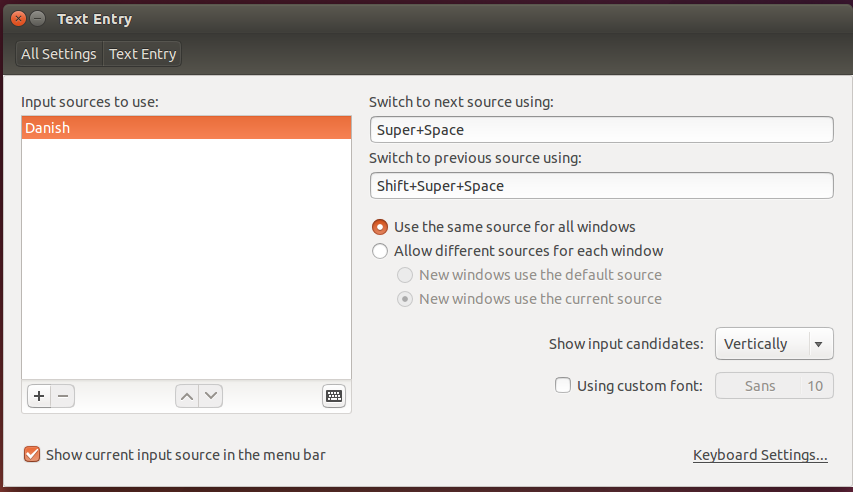 Text Entry
All Settings
Text Entry
Input sources to use:
Danish
Switch to next source using:
Super+Space
Switch to previous source using:
Shift+Super+Space
Use the same source for all windows
Allow different sources for each window
New windows use the default source
New windows use the current source
Show input candidates: Vertically
Using custom font: Sans 10
Show current input source in the menu bar
Keyboard Settings...